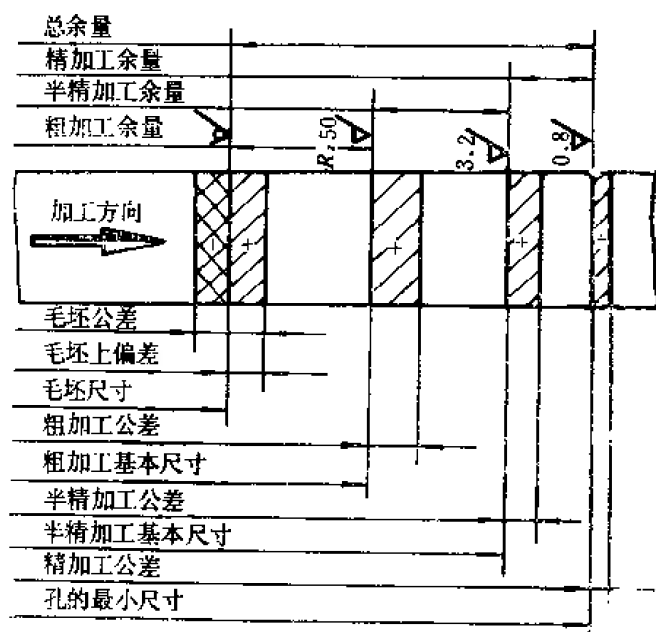 总余量
精加工余量
半精加工余量
粗加工余量
R.50
3.2
0.8
加工方向
- +
+
+
+
毛坯公差
毛坯上偏差
毛坯尺寸
粗加工公差
粗加工基本尺寸
半精加工公差
半精加工基本尺寸
精加工公差
孔的最小尺寸